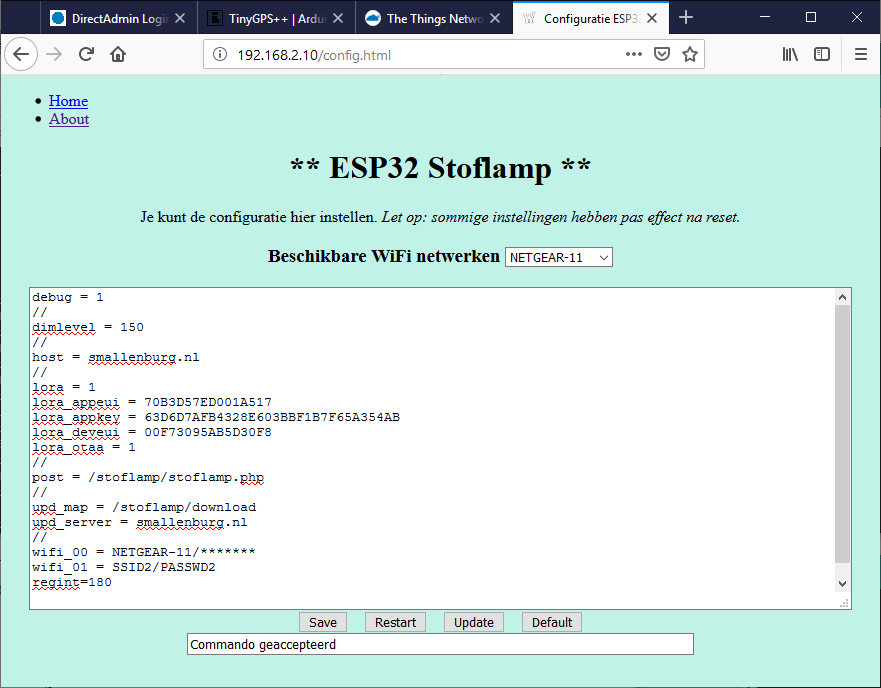 DirectAdmin Logi
TinyGPS++ | Ardui
The Things Netwo
Configuratie ESP32
192.168.2.10/config.html
Home
About
** ESP32 Stoflamp **
Je kunt de configuratie hier instellen. Let op: sommige instellingen hebben pas effect na reset.
Beschikbare WiFi netwerken NETGEAR-11
debug = 1
//
dimlevel = 150
//
host = smallenburg.nl
//
lora = 1
lora_appeui = 70B3D57ED001A517
lora_appkey = 63D6D7AFB4328E603BBF1B7F65A354AB
lora_deveui = 00F73095AB5D30F8
lora_otaa = 1
//
post = /stoflamp/stoflamp.php
//
upd_map = /stoflamp/download
upd_server = smallenburg.nl
//
wifi_00 = NETGEAR-11/*******
wifi_01 = SSID2/PASSWD2
regint=180
Save Restart Update Default
Commando geaccepteerd